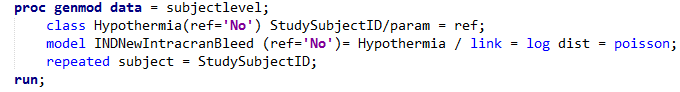 proc genmod data = subjectlevel;
class Hypothermia(ref='No') StudySubjectID/param = ref;
model INDNewIntracranBleed (ref='No')= Hypothermia / link = log dist = poisson;
repeated subject = StudySubjectID;
run;